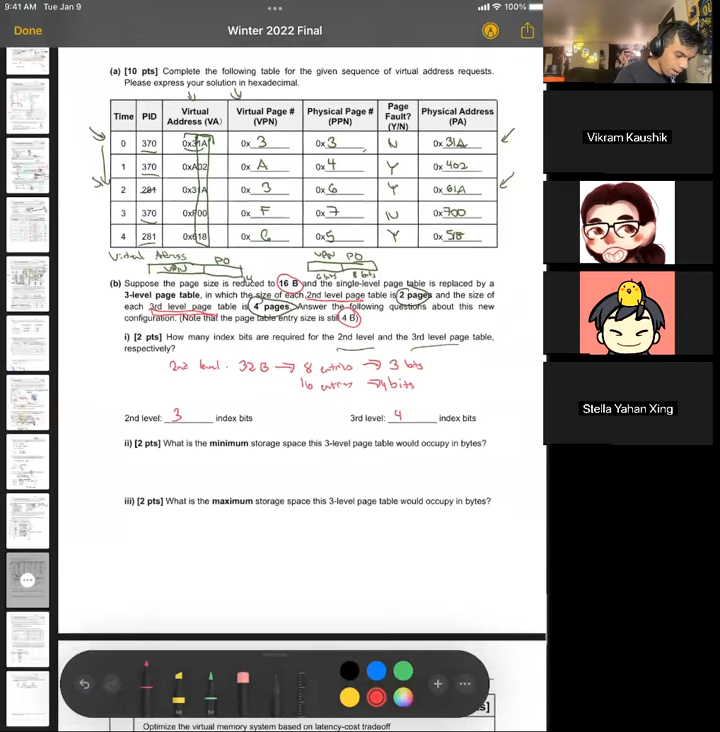 9:41 AM Tue Jan 9
100%
Done
Winter 2022 Final
(a) [10 pts] Complete the following table for the given sequence of virtual address requests.
Please express your solution in hexadecimal.
Time PID Virtual Address (VA) Virtual Page # (VPN) Physical Page # (PPN) Page Fault? (Y/N) Physical Address (PA)
0 370 0x31A 0x 3 0x 3 N 0x 31A
1 370 0xA02 0x A 0x 4 Y 0x 402
2 281 0x31A 0x 3 0x 6 Y 0x 61A
3 370 0xF00 0x F 0x 7 N 0x 700
4 281 0x618 0x 6 0x 5 Y 0x 518
Virtual Address
PO
VPN
VPN PO
6 bits 8 bits
(b) Suppose the page size is reduced to 16 B and the single-level page table is replaced by a
3-level page table, in which the size of each 2nd level page table is 2 pages and the size of
each 3rd level page table is 4 pages. Answer the following questions about this new
configuration. (Note that the page table entry size is still 4 B)
i) [2 pts] How many index bits are required for the 2nd level and the 3rd level page table,
respectively?
2nd level: 32 B → 8 entries → 3 bits
16 entries → 4 bits
2nd level: 3 index bits 3rd level: 4 index bits
ii) [2 pts] What is the minimum storage space this 3-level page table would occupy in bytes?
iii) [2 pts] What is the maximum storage space this 3-level page table would occupy in bytes?
s]
Optimize the virtual memory system based on latency-cost tradeoff
Vikram Kaushik
Stella Yahan Xing